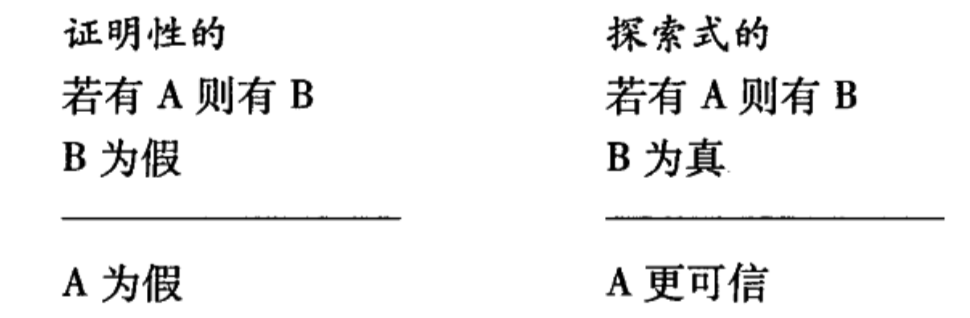 证明性的
若有 A 则有 B
B 为假
A 为假
探索式的
若有 A 则有 B
B 为真
A 更可信